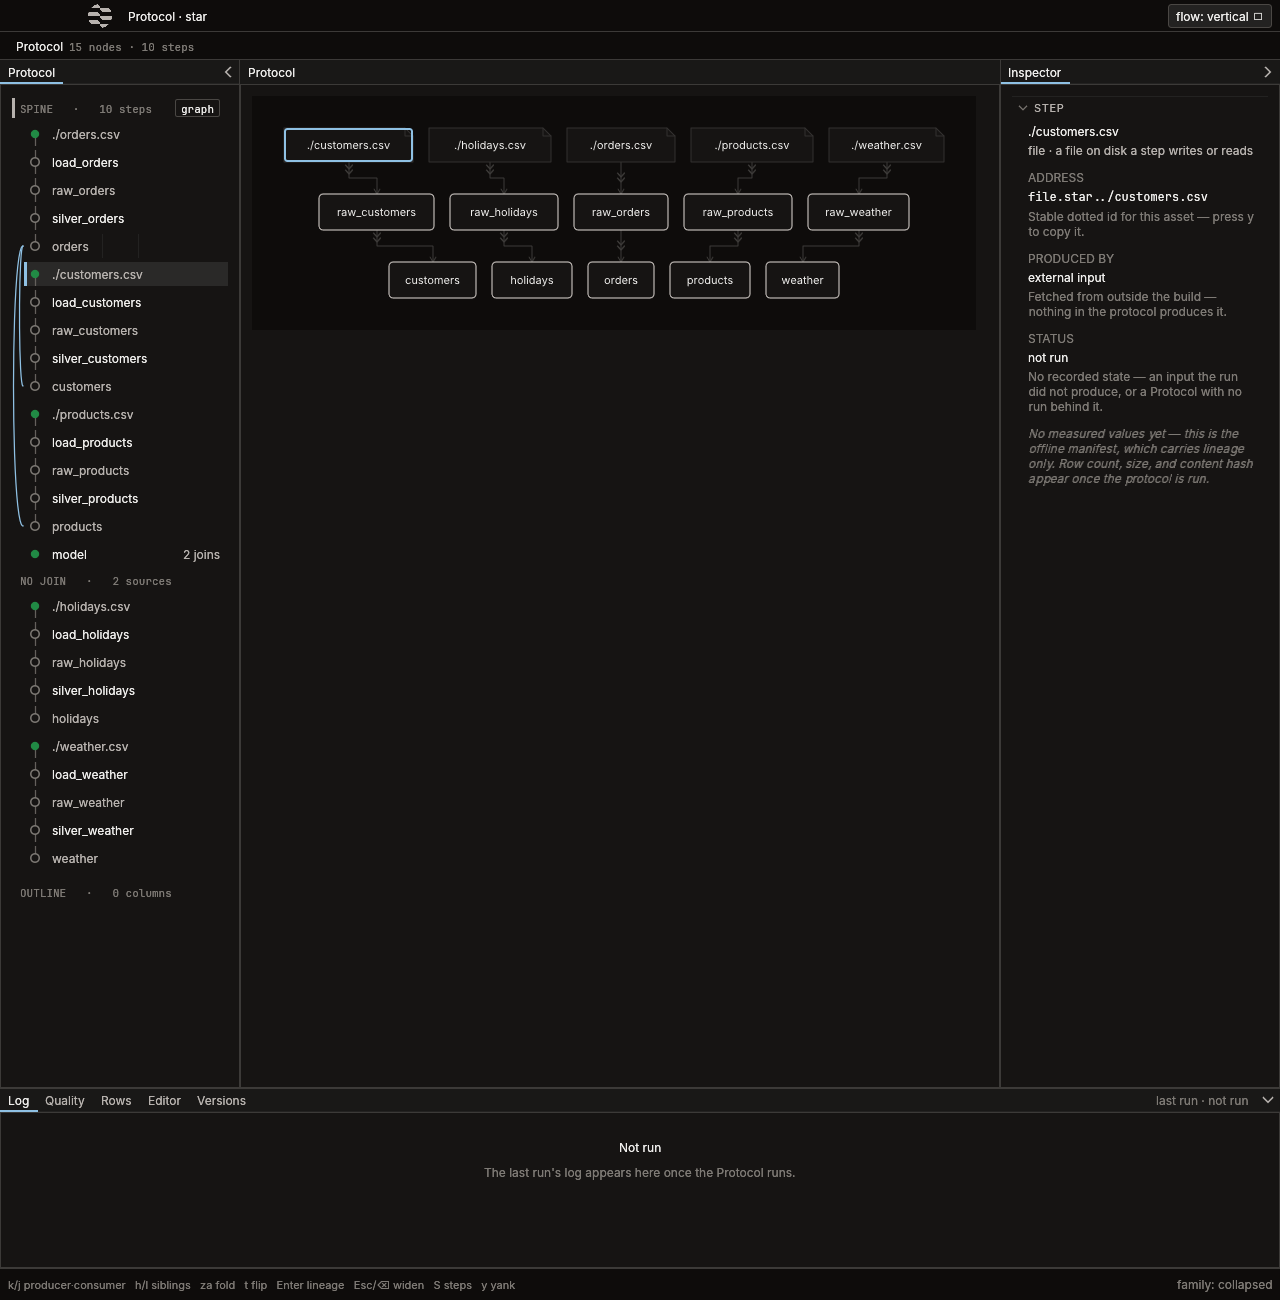 Protocol · star
flow: vertical
Protocol 15 nodes · 10 steps
Protocol
Protocol
Inspector
SPINE · 10 steps graph
./orders.csv
load_orders
raw_orders
silver_orders
orders
./customers.csv
load_customers
raw_customers
silver_customers
customers
./products.csv
load_products
raw_products
silver_products
products
model 2 joins
NO JOIN · 2 sources
./holidays.csv
load_holidays
raw_holidays
silver_holidays
holidays
./weather.csv
load_weather
raw_weather
silver_weather
weather
OUTLINE · 0 columns
./customers.csv ./holidays.csv ./orders.csv ./products.csv ./weather.csv
raw_customers raw_holidays raw_orders raw_products raw_weather
customers holidays orders products weather
STEP
./customers.csv
file · a file on disk a step writes or reads
ADDRESS
file.star../customers.csv
Stable dotted id for this asset — press y
to copy it.
PRODUCED BY
external input
Fetched from outside the build —
nothing in the protocol produces it.
STATUS
not run
No recorded state — an input the run
did not produce, or a Protocol with no
run behind it.
No measured values yet — this is the
offline manifest, which carries lineage
only. Row count, size, and content hash
appear once the protocol is run.
Log Quality Rows Editor Versions
last run · not run
Not run
The last run's log appears here once the Protocol runs.
k/j producer·consumer h/l siblings za fold t flip Enter lineage Esc/⌫ widen S steps y yank
family: collapsed